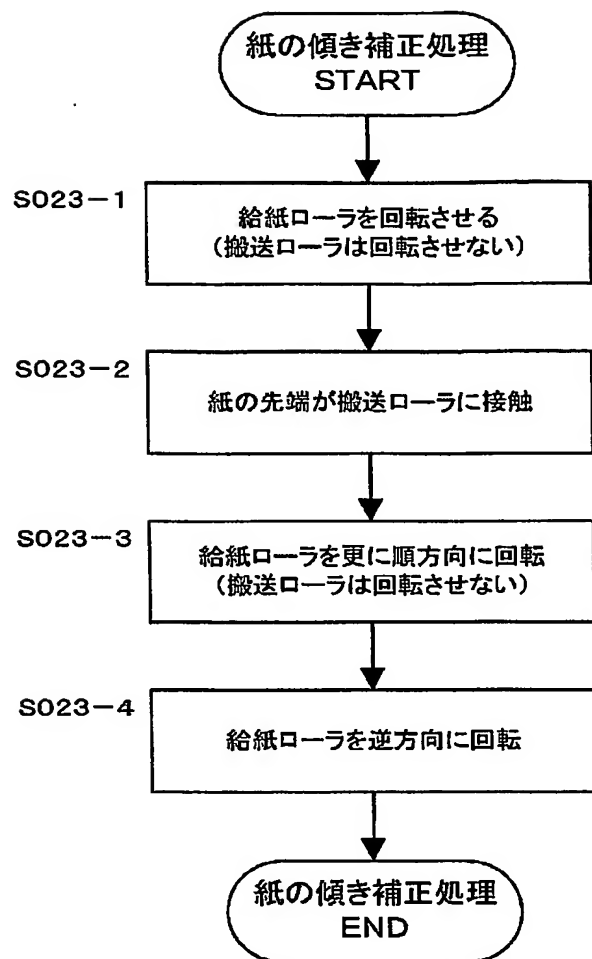 紙の傾き補正処理
START
S023-1
給紙ローラを回転させる
(搬送ローラは回転させない)
S023-2
紙の先端が搬送ローラに接触
S023-3
給紙ローラを更に順方向に回転
(搬送ローラは回転させない)
S023-4
給紙ローラを逆方向に回転
紙の傾き補正処理
END